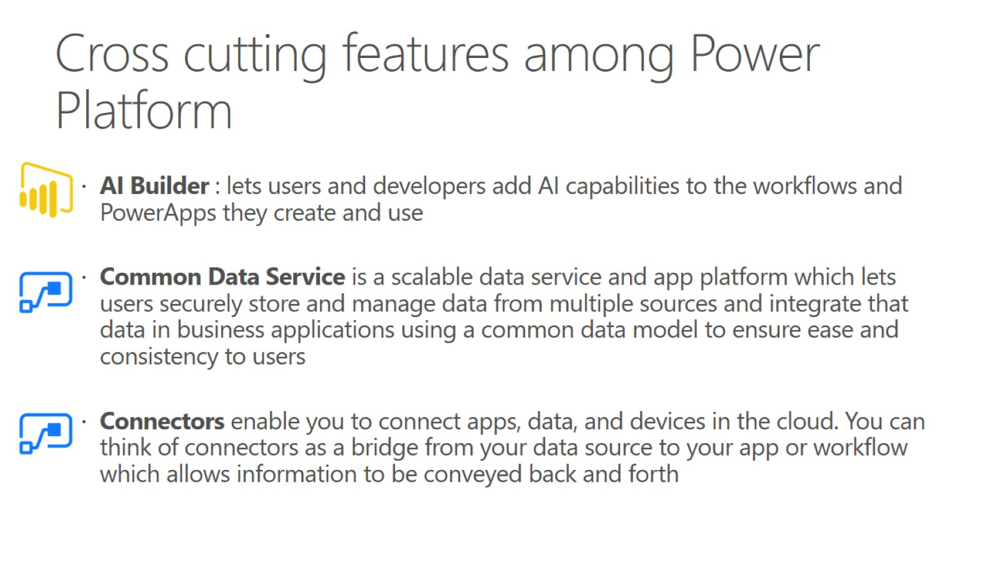 Cross cutting features among Power
Platform
· AI Builder : lets users and developers add AI capabilities to the workflows and
PowerApps they create and use
· Common Data Service is a scalable data service and app platform which lets
users securely store and manage data from multiple sources and integrate that
data in business applications using a common data model to ensure ease and
consistency to users
· Connectors enable you to connect apps, data, and devices in the cloud. You can
think of connectors as a bridge from your data source to your app or workflow
which allows information to be conveyed back and forth